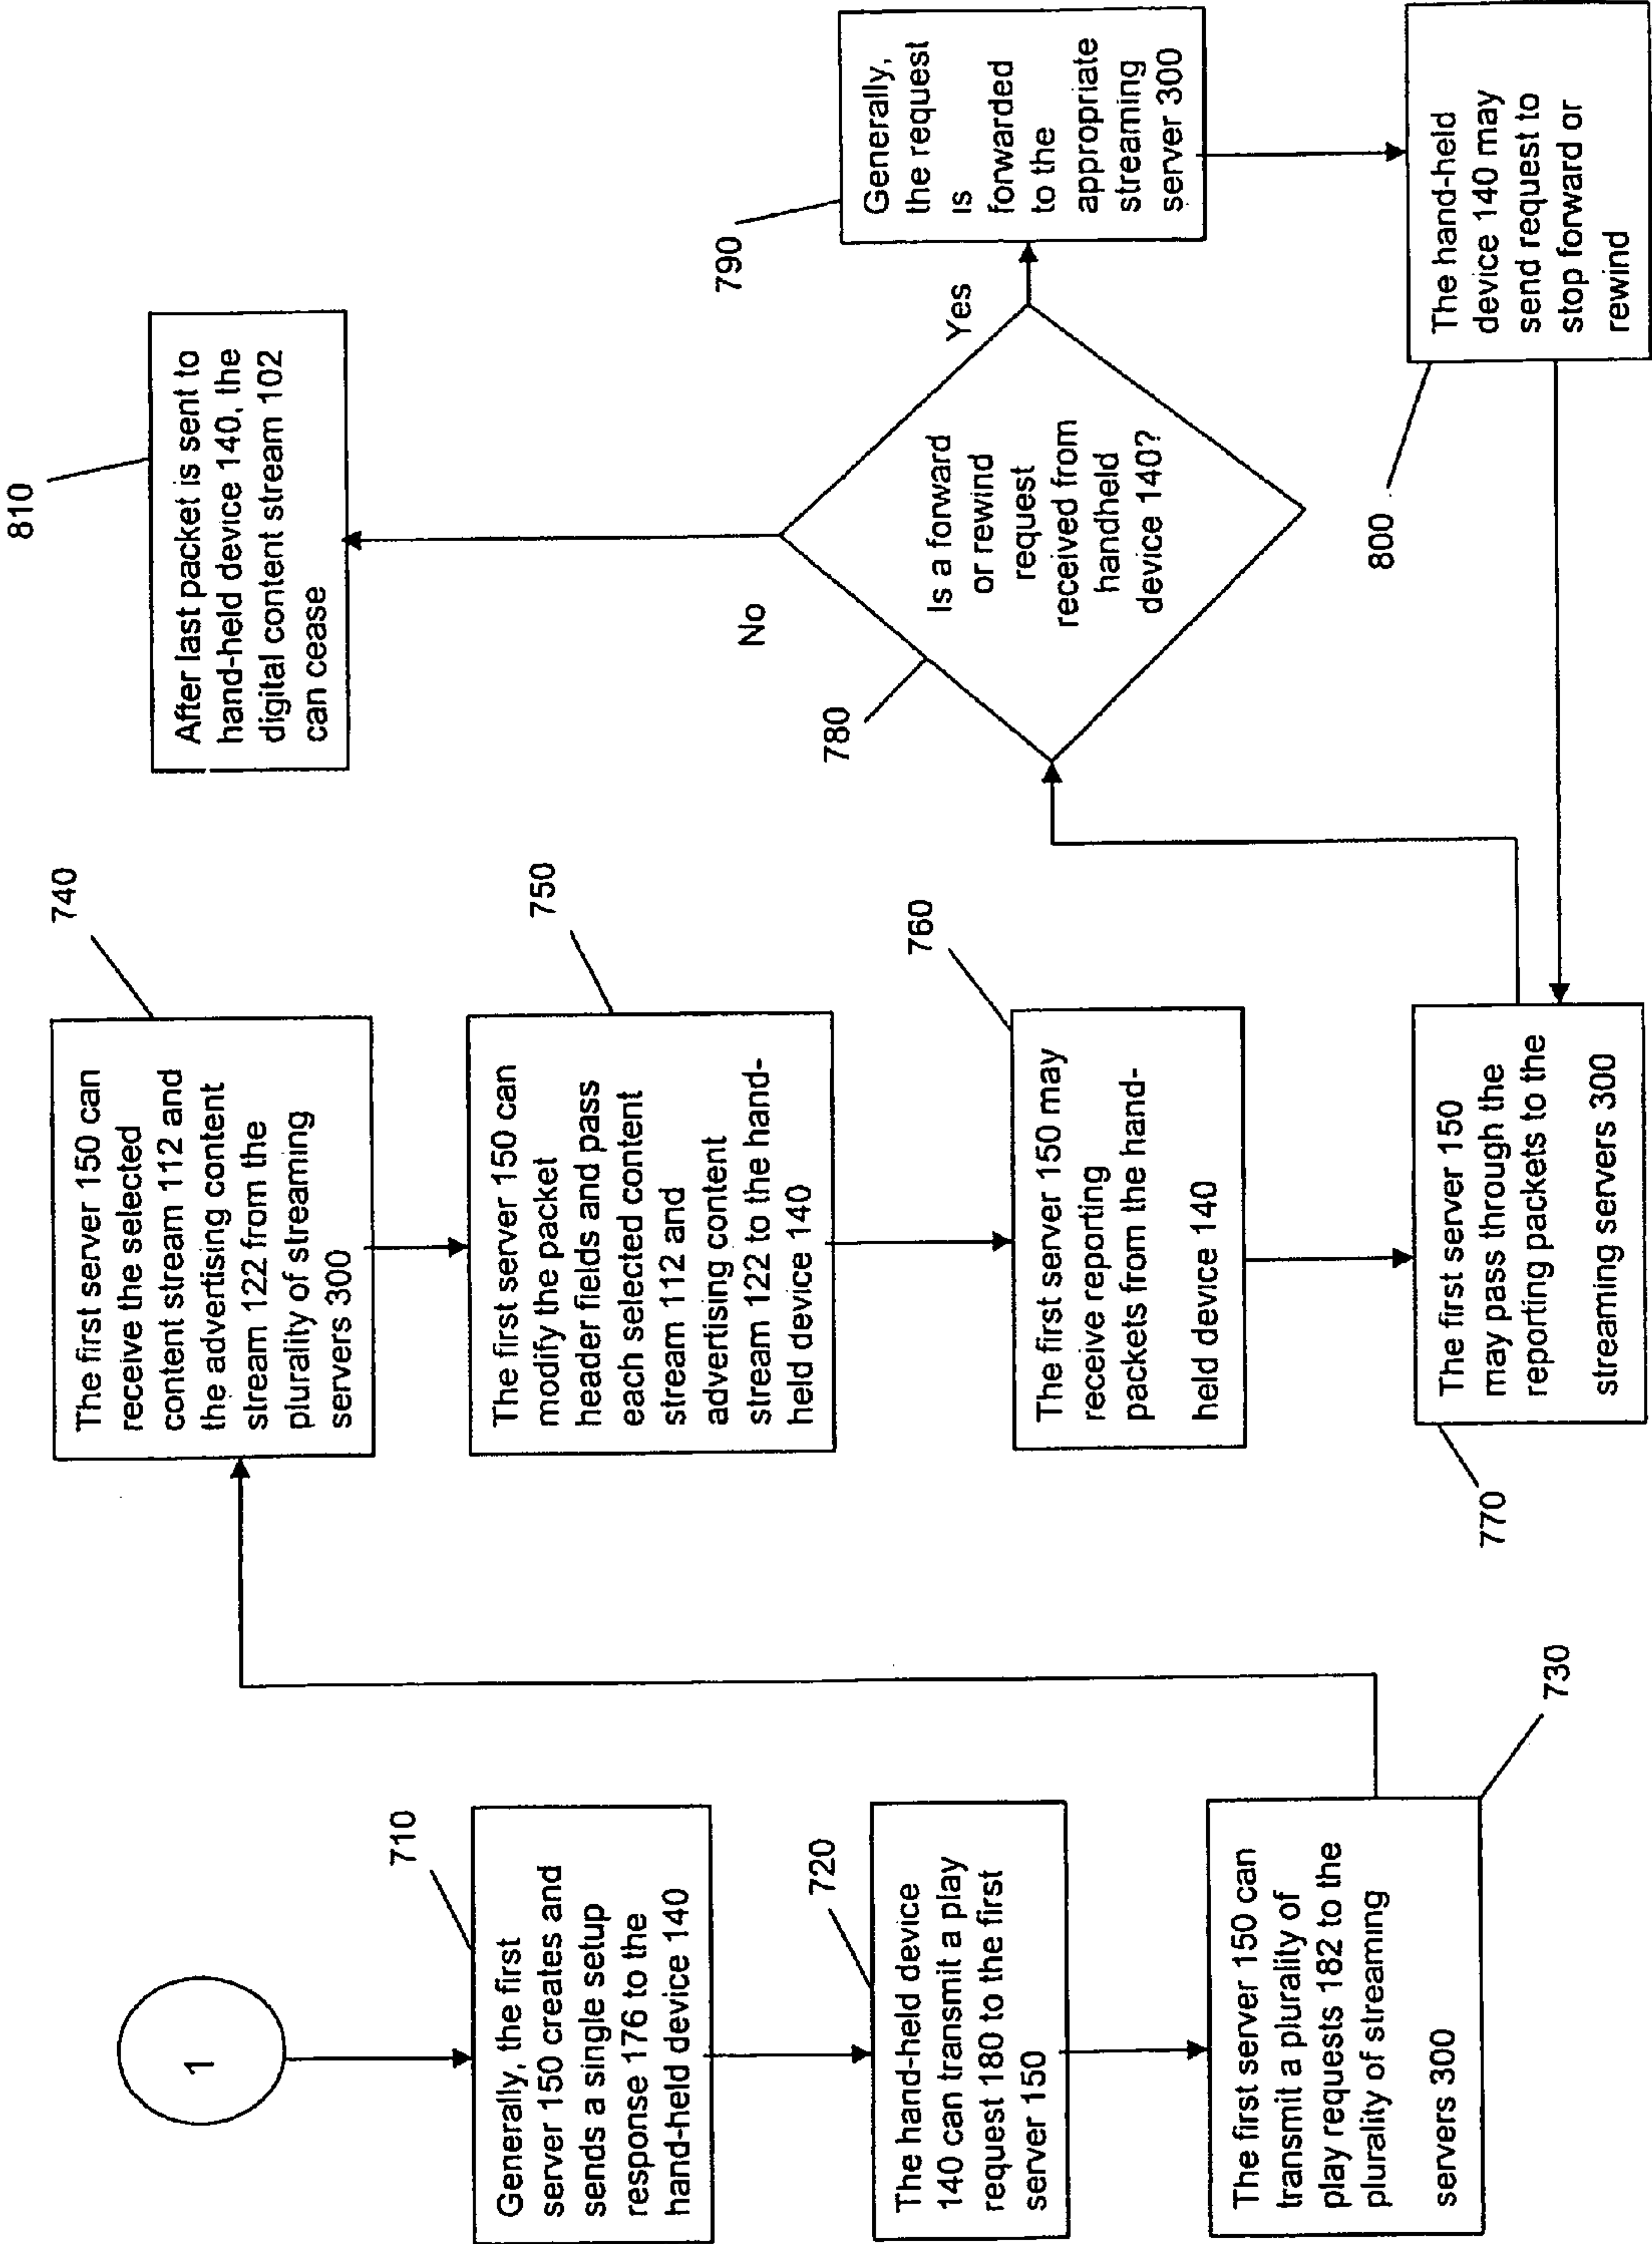 1
710
Generally, the first
server 150 creates and
sends a single setup
response 176 to the
hand-held device 140
720
The hand-held device
140 can transmit a play
request 180 to the first
server 150
730
The first server 150 can
transmit a plurality of
play requests 182 to the
plurality of streaming
servers 300
740
The first server 150 can
receive the selected
content stream 112 and
the advertising content
stream 122 from the
plurality of streaming
servers 300
750
The first server 150 can
modify the packet
header fields and pass
each selected content
stream 112 and
advertising content
stream 122 to the hand-
held device 140
760
The first server 150 may
receive reporting
packets from the hand-
held device 140
770
The first server 150
may pass through the
reporting packets to the
streaming servers 300
780
Is a forward
or rewind
request
received from
handheld
device 140?
Yes
No
790
Generally,
the request
is
forwarded
to the
appropriate
streaming
server 300
800
The hand-held
device 140 may
send request to
stop forward or
rewind
810
After last packet is sent to
hand-held device 140, the
digital content stream 102
can cease